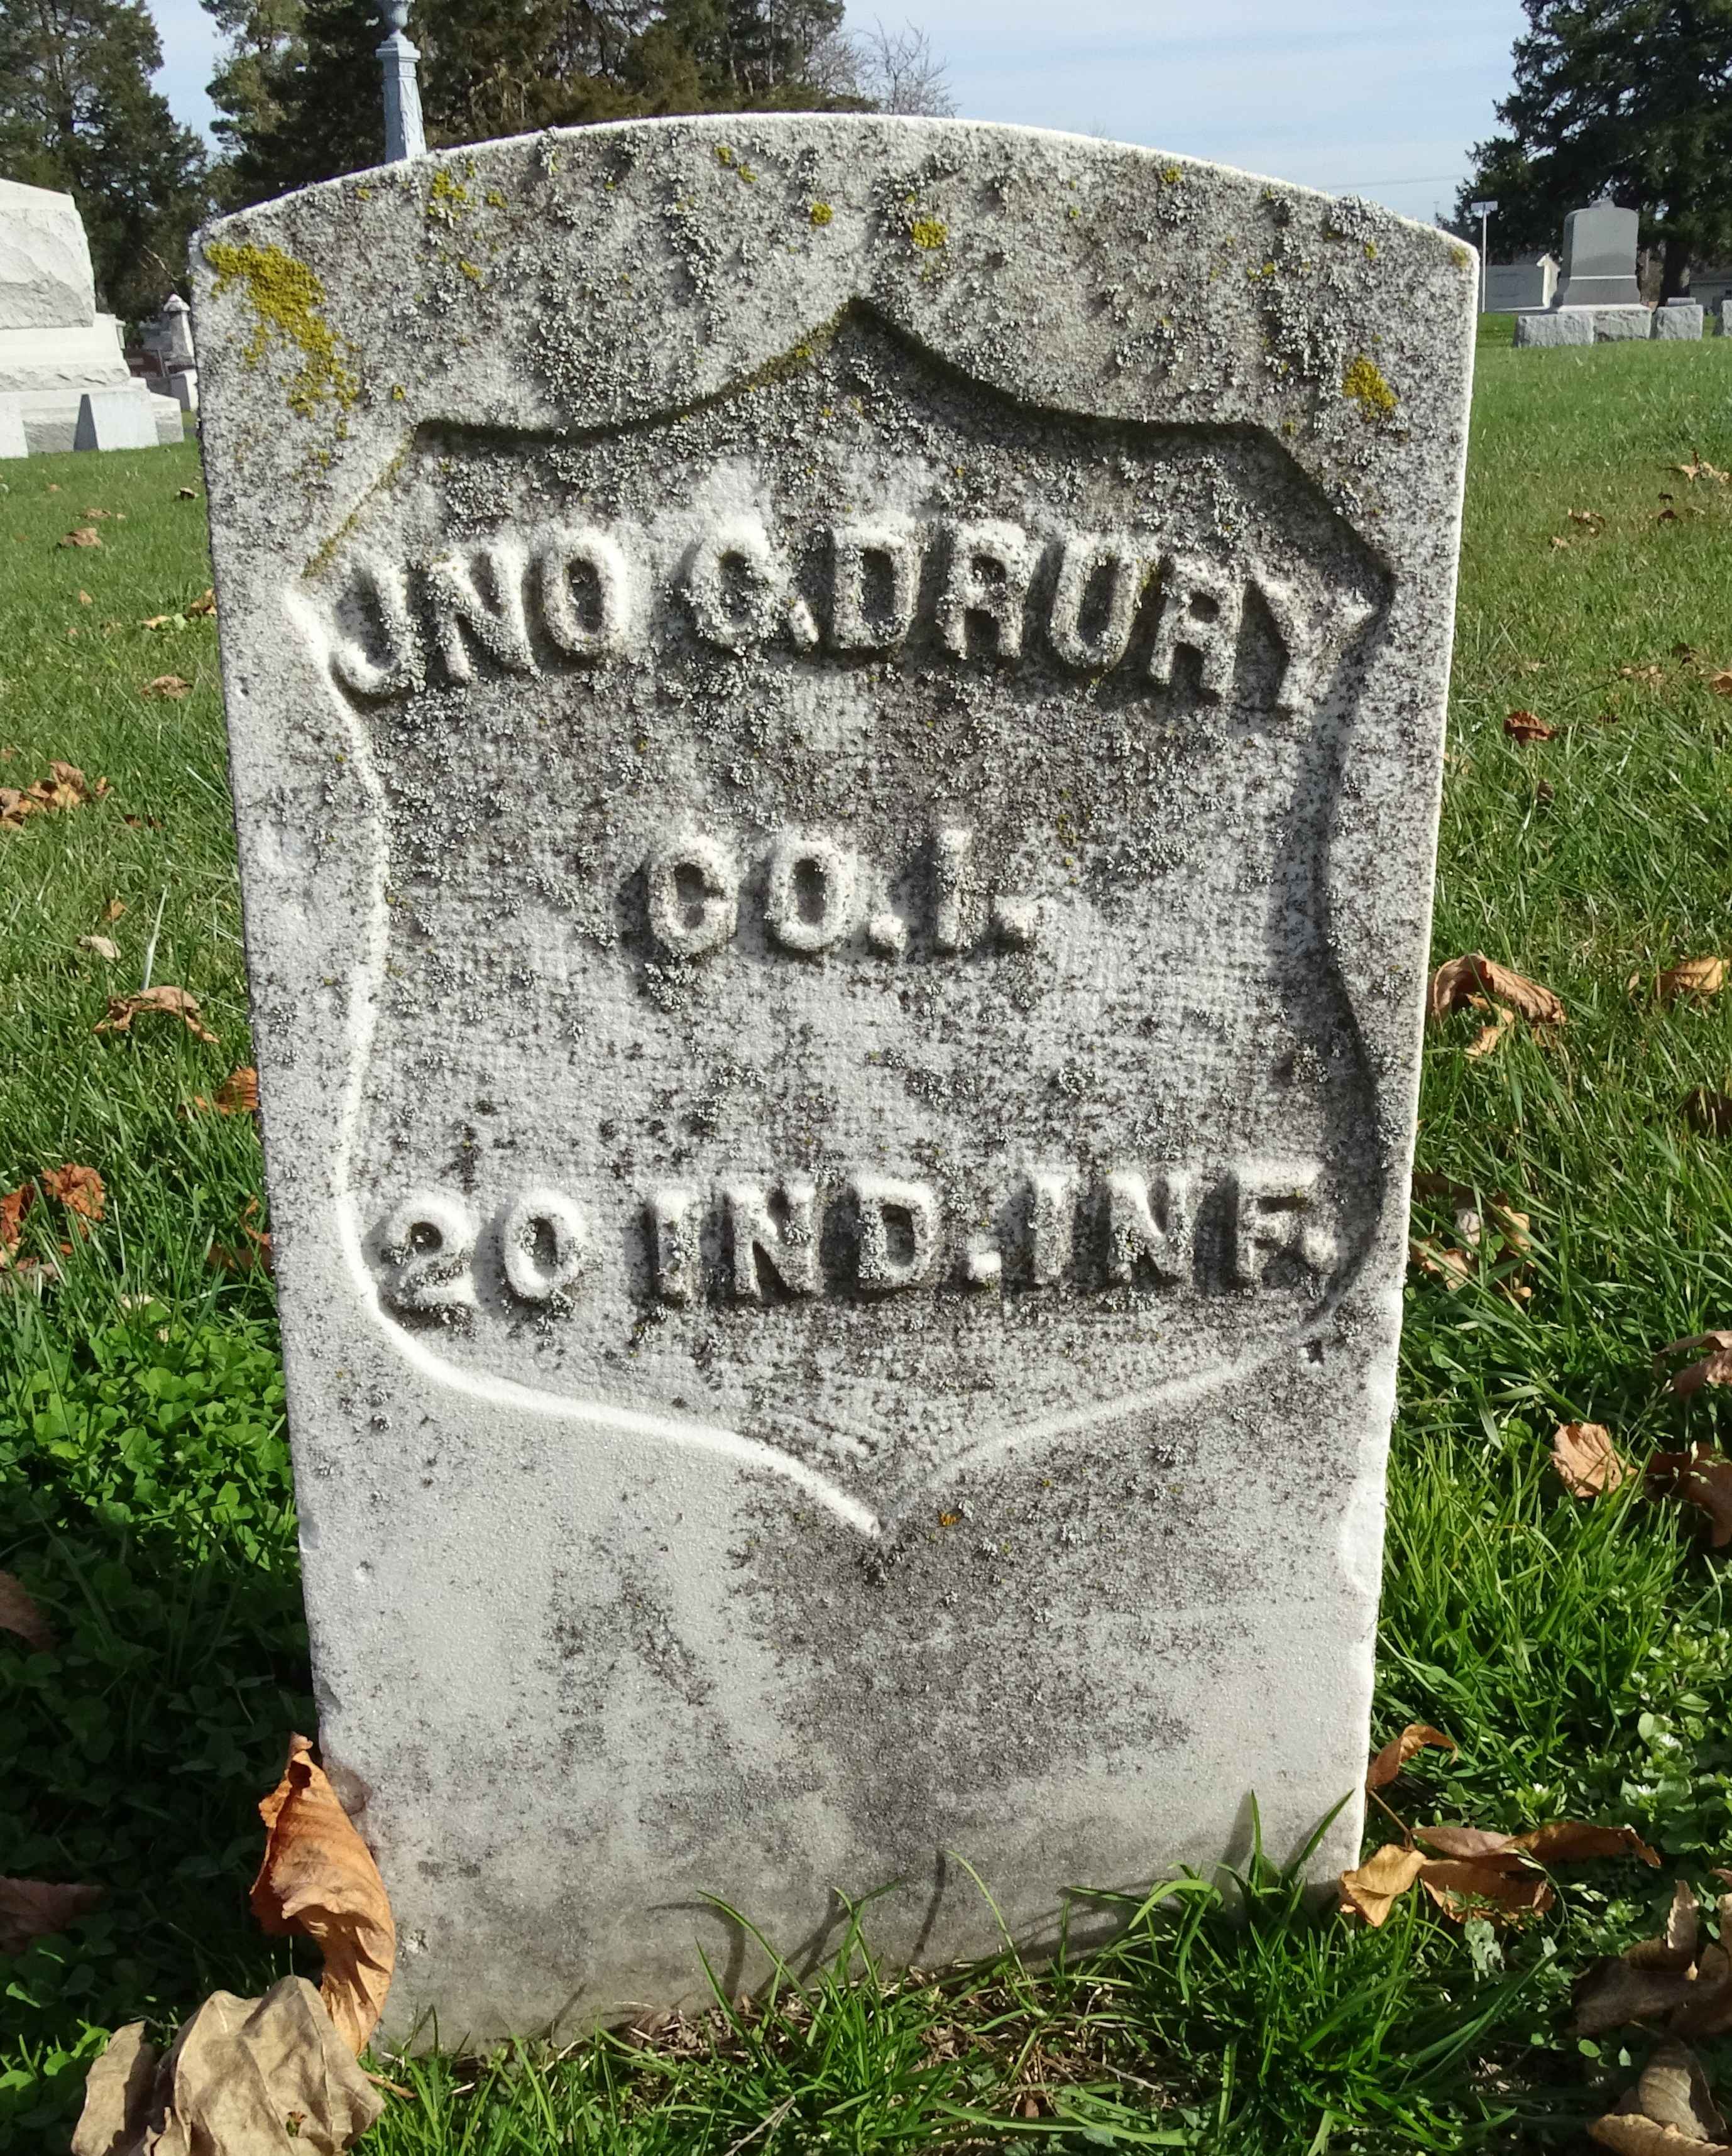 JNO C. DRURY
CO. I.
20 IND. INF.